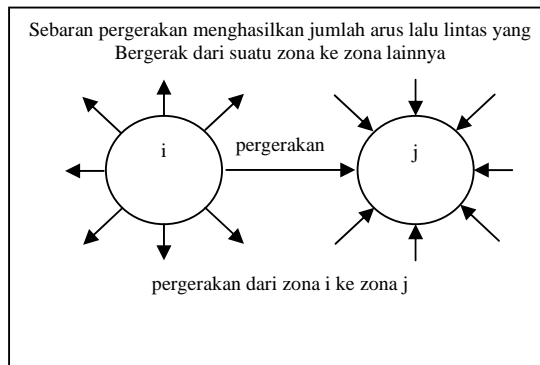 Sebaran pergerakan menghasilkan jumlah arus lalu lintas yang
Bergerak dari suatu zona ke zona lainnya
i
pergerakan
j
pergerakan dari zona i ke zona j